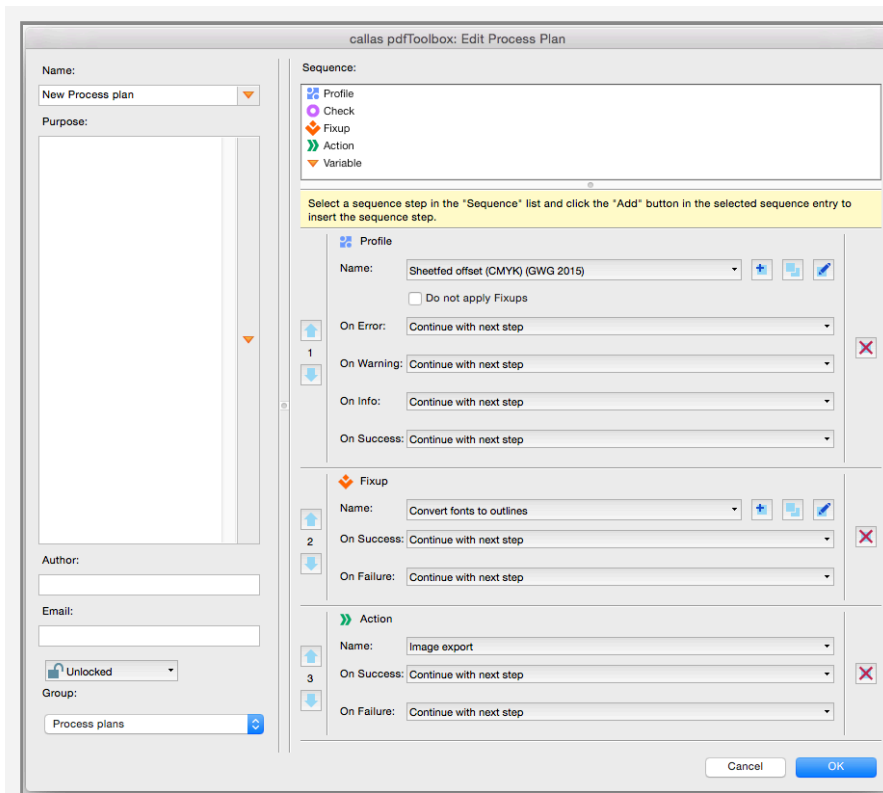 callas pdfToolbox: Edit Process Plan
Name:
New Process plan
Purpose:
Author:
Email:
Unlocked
Group:
Process plans
Sequence:
Profile
Check
Fixup
Action
Variable
Select a sequence step in the "Sequence" list and click the "Add" button in the selected sequence entry to
insert the sequence step.
Profile
Name: Sheetfed offset (CMYK) (GWG 2015)
Do not apply Fixups
1
On Error: Continue with next step
On Warning: Continue with next step
On Info: Continue with next step
On Success: Continue with next step
Fixup
Name: Convert fonts to outlines
2
On Success: Continue with next step
On Failure: Continue with next step
Action
Name: Image export
3
On Success: Continue with next step
On Failure: Continue with next step
Cancel
OK